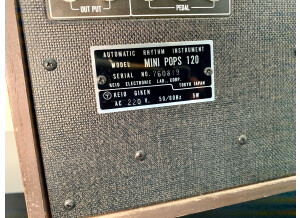 OUT PUT
PEDAL
AUTOMATIC RHYTHM INSTRUMENT
MODEL MINI POPS 120
SERIAL NO. 760819
KEIO ELECTRONIC LAB. CORP. TOKYO JAPAN
KEIO GIKEN
AC 220 V. 50/60Hz 9W